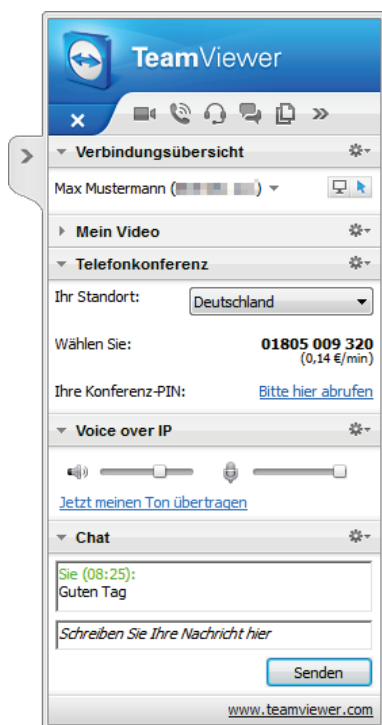 TeamViewer
Verbindungsübersicht
Max Mustermann (
)
Mein Video
Telefonkonferenz
Ihr Standort: Deutschland
Wählen Sie: 01805 009 320
(0,14 €/min)
Ihre Konferenz-PIN: Bitte hier abrufen
Voice over IP
Jetzt meinen Ton übertragen
Chat
Sie (08:25):
Guten Tag
Schreiben Sie Ihre Nachricht hier
Senden
www.teamviewer.com